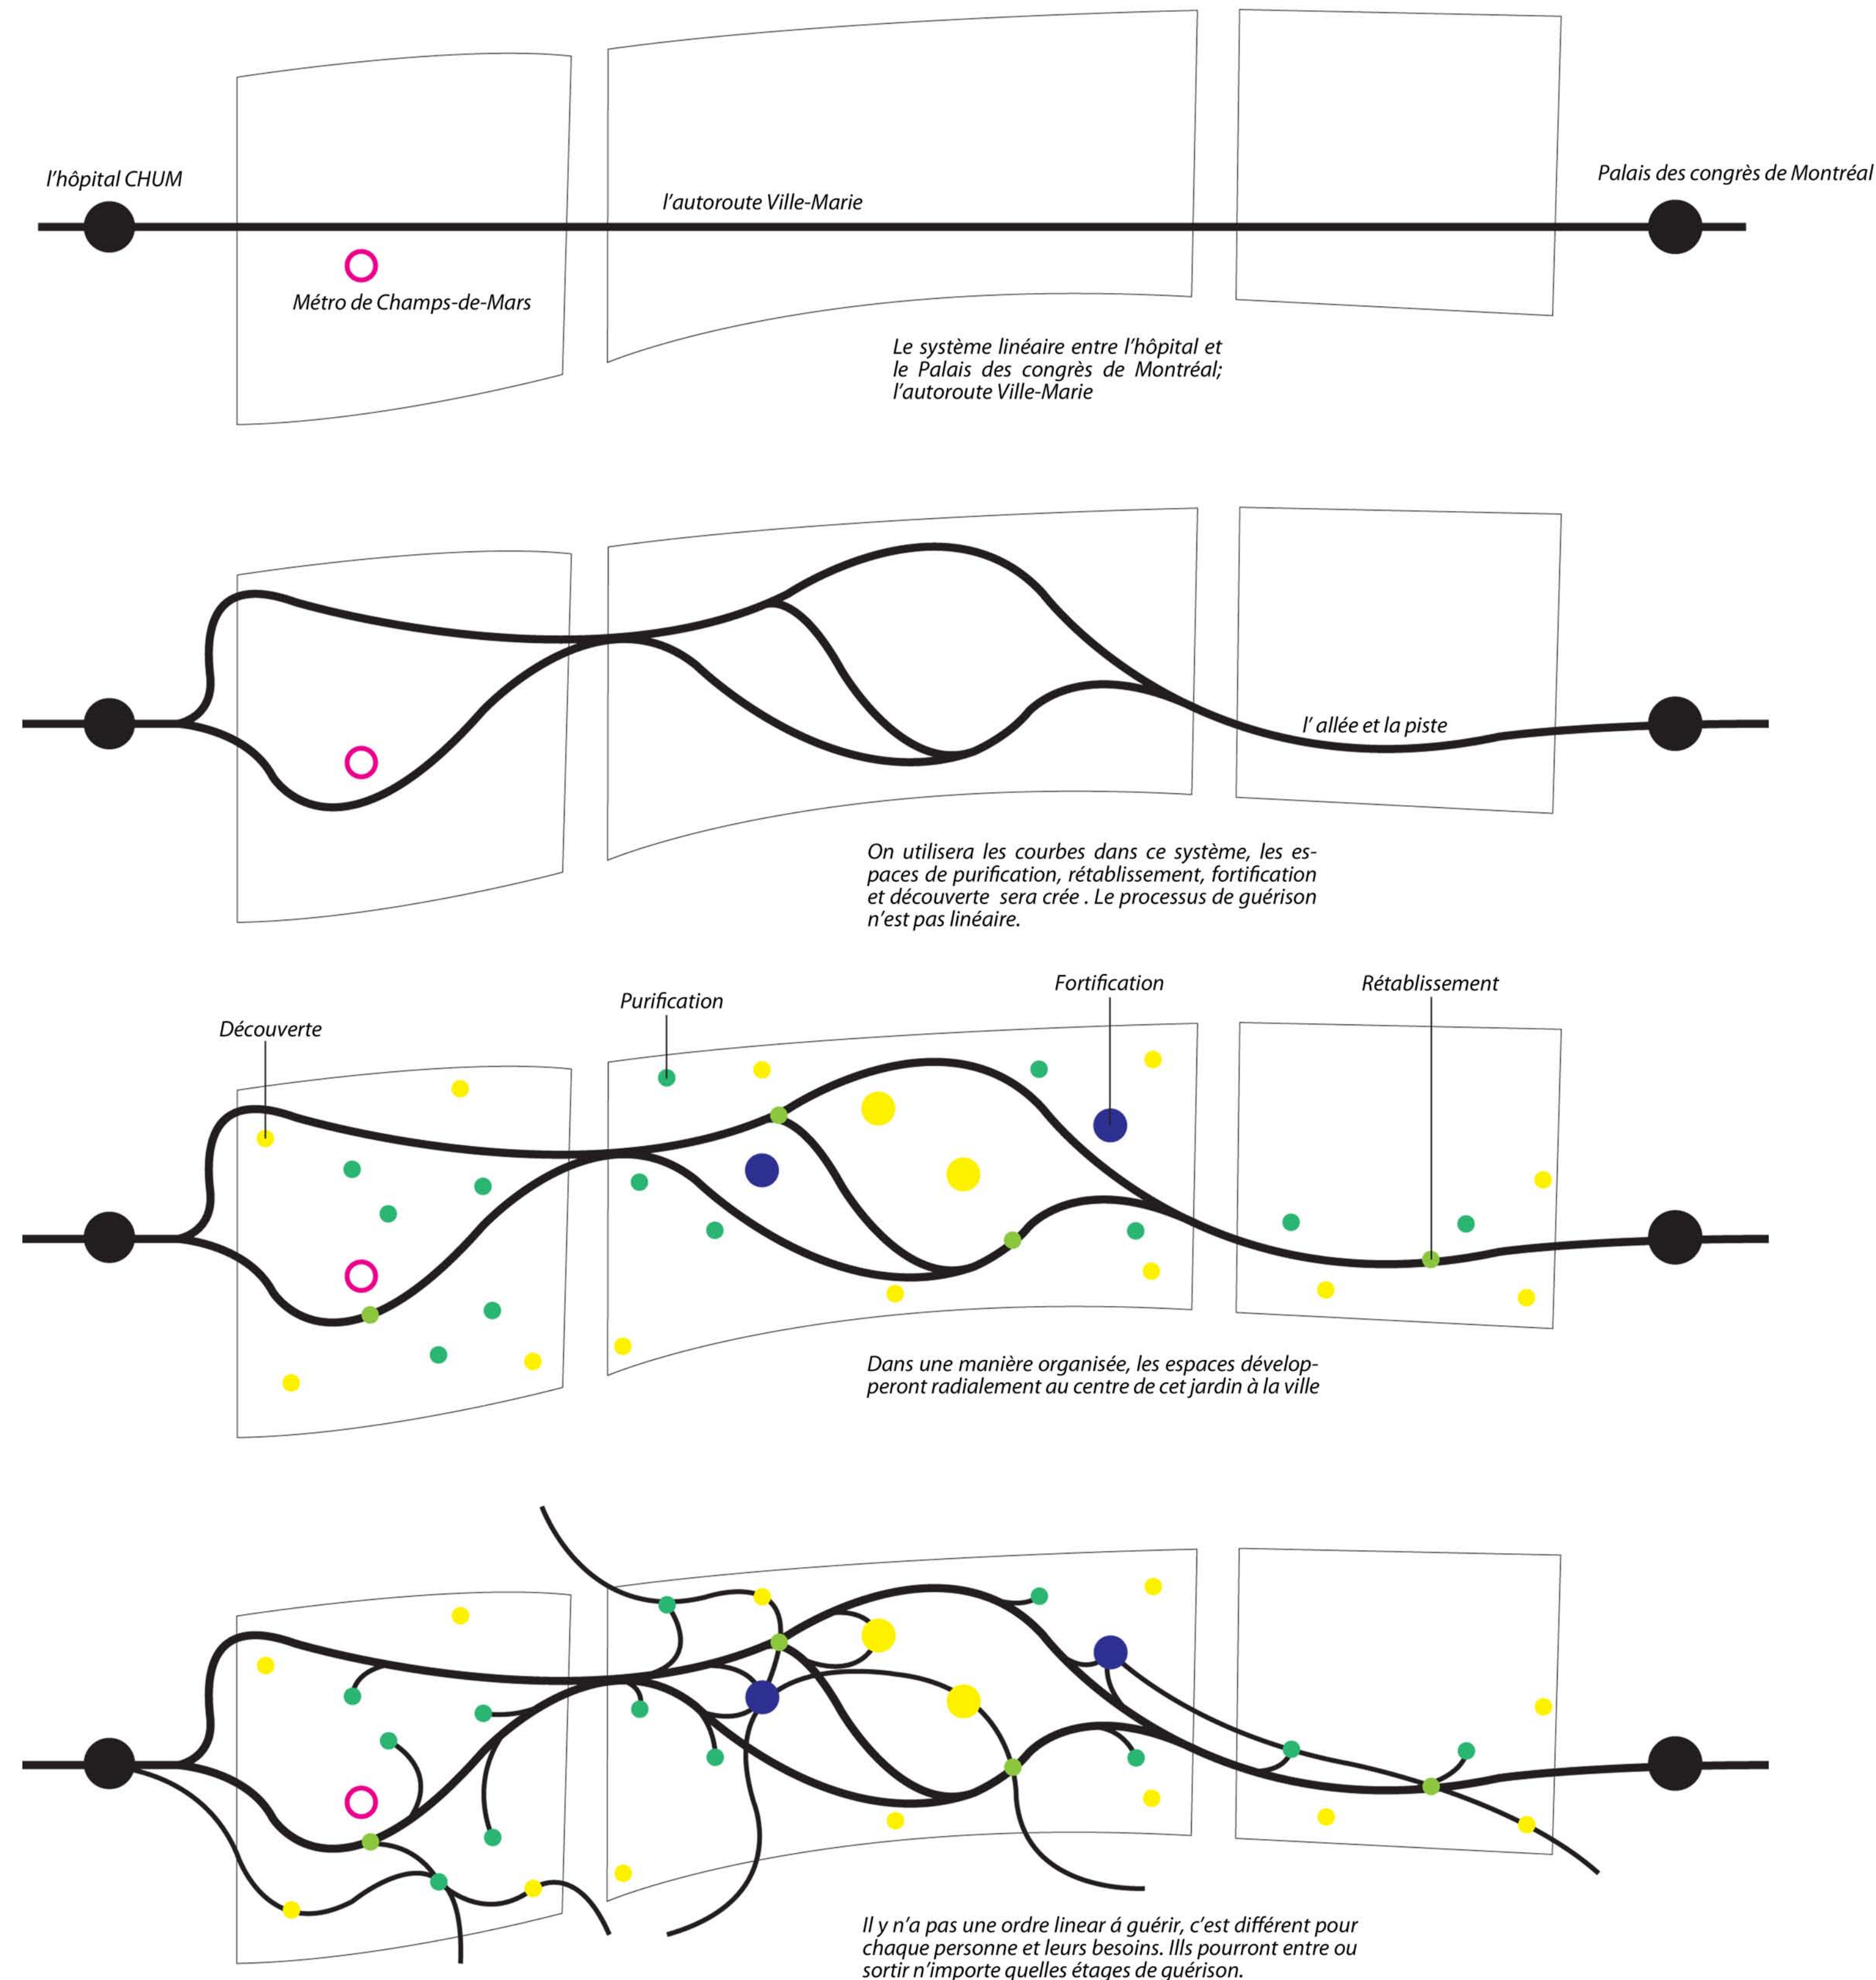 l'hôpital CHUM
Palais des congrès de Montréal
l'autoroute Ville-Marie
Métro de Champs-de-Mars
Le système linéaire entre l'hôpital et
le Palais des congrès de Montréal;
l'autoroute Ville-Marie
l' allée et la piste
On utilisera les courbes dans ce système, les es-
paces de purification, rétablissement, fortification
et découverte sera crée . Le processus de guérison
n'est pas linéaire.
Découverte
Purification
Fortification
Rétablissement
Dans une manière organisée, les espaces dévelop-
peront radialement au centre de cet jardin à la ville
Il y n'a pas une ordre linear á guérir, c'est différent pour
chaque personne et leurs besoins. Ills pourront entre ou
sortir n'importe quelles étages de guérison.